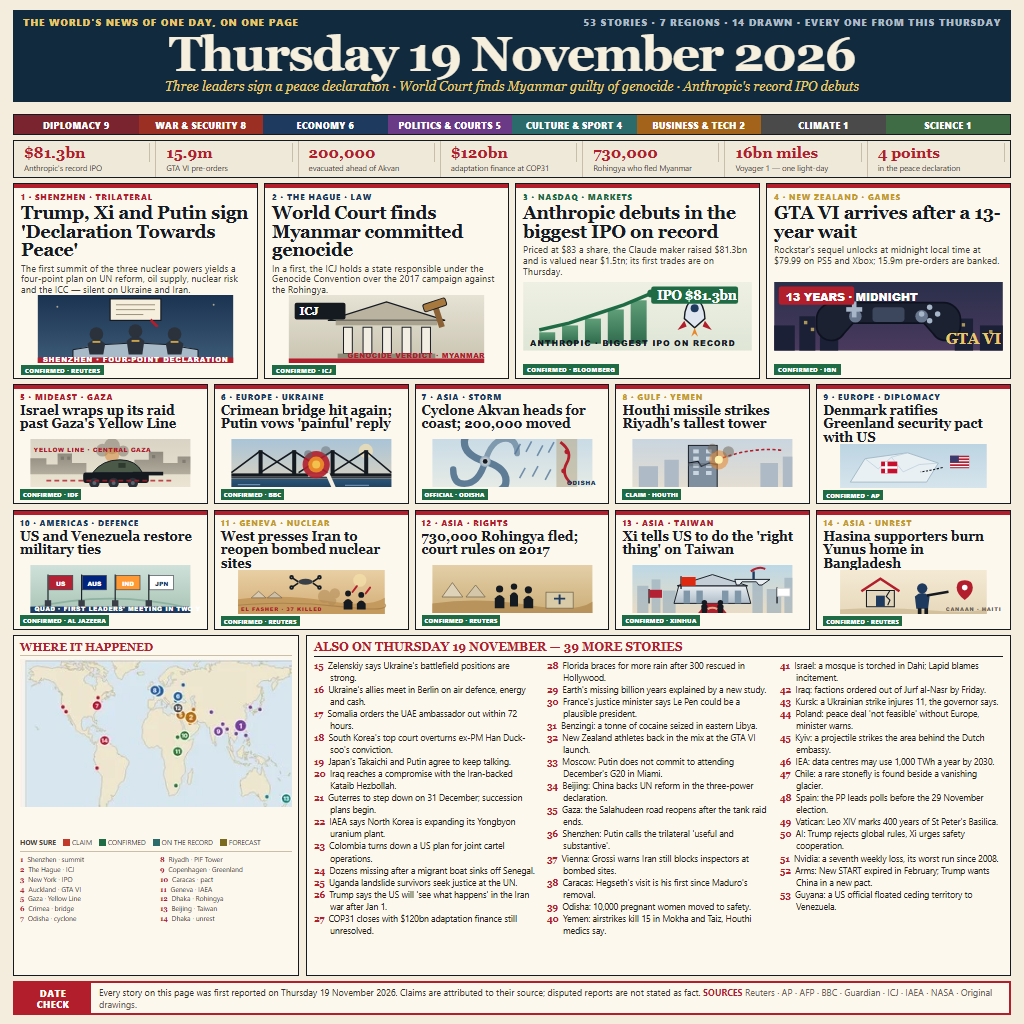 THE WORLD'S NEWS OF ONE DAY, ON ONE PAGE
53 STORIES · 7 REGIONS · 14 DRAWN · EVERY ONE FROM THIS THURSDAY
Thursday 19 November 2026
Three leaders sign a peace declaration · World Court finds Myanmar guilty of genocide · Anthropic's record IPO debuts
DIPLOMACY 9
WAR & SECURITY 8
ECONOMY 6
POLITICS & COURTS 5
CULTURE & SPORT 4
BUSINESS & TECH 2
CLIMATE 1
SCIENCE 1
$81.3bn
Anthropic's record IPO
15.9m
GTA VI pre-orders
200,000
evacuated ahead of Akvan
$120bn
adaptation finance at COP31
730,000
Rohingya who fled Myanmar
16bn miles
Voyager 1 — one light-day
4 points
in the peace declaration
1 · SHENZHEN · TRILATERAL
Trump, Xi and Putin sign
'Declaration Towards
Peace'
The first summit of the three nuclear powers yields a
four-point plan on UN reform, oil supply, nuclear risk
and the ICC — silent on Ukraine and Iran.
SHENZHEN · FOUR-POINT DECLARATION
CONFIRMED · REUTERS
2 · THE HAGUE · LAW
World Court finds
Myanmar committed
genocide
In a first, the ICJ holds a state responsible under the
Genocide Convention over the 2017 campaign against
the Rohingya.
ICJ
GENOCIDE VERDICT · MYANMAR
CONFIRMED · ICJ
3 · NASDAQ · MARKETS
Anthropic debuts in the
biggest IPO on record
Priced at $83 a share, the Claude maker raised $81.3bn
and is valued near $1.5tn; its first trades are on
Thursday.
IPO $81.3bn
ANTHROPIC · BIGGEST IPO ON RECORD
CONFIRMED · BLOOMBERG
4 · NEW ZEALAND · GAMES
GTA VI arrives after a 13-
year wait
Rockstar's sequel unlocks at midnight local time at
$79.99 on PS5 and Xbox; 15.9m pre-orders are banked.
13 YEARS · MIDNIGHT
GTA VI
CONFIRMED · IGN
5 · MIDEAST · GAZA
Israel wraps up its raid
past Gaza's Yellow Line
YELLOW LINE · CENTRAL GAZA
CONFIRMED · IDF
6 · EUROPE · UKRAINE
Crimean bridge hit again;
Putin vows 'painful' reply
CONFIRMED · BBC
7 · ASIA · STORM
Cyclone Akvan heads for
coast; 200,000 moved
ODISHA
OFFICIAL · ODISHA
8 · GULF · YEMEN
Houthi missile strikes
Riyadh's tallest tower
CLAIM · HOUTHI
9 · EUROPE · DIPLOMACY
Denmark ratifies
Greenland security pact
with US
CONFIRMED · AP
10 · AMERICAS · DEFENCE
US and Venezuela restore
military ties
US
AUS
IND
JPN
QUAD · FIRST LEADERS' MEETING IN TWO
CONFIRMED · AL JAZEERA
11 · GENEVA · NUCLEAR
West presses Iran to
reopen bombed nuclear
sites
EL FASHER · 37 KILLED
CONFIRMED · REUTERS
12 · ASIA · RIGHTS
730,000 Rohingya fled;
court rules on 2017
CONFIRMED · REUTERS
13 · ASIA · TAIWAN
Xi tells US to do the 'right
thing' on Taiwan
CONFIRMED · XINHUA
14 · ASIA · UNREST
Hasina supporters burn
Yunus home in
Bangladesh
CANAAN · HAITI
CONFIRMED · REUTERS
WHERE IT HAPPENED
HOW SURE
CLAIM
CONFIRMED
ON THE RECORD
FORECAST
1 Shenzhen · summit
2 The Hague · ICJ
3 New York · IPO
4 Auckland · GTA VI
5 Gaza · Yellow Line
6 Crimea · bridge
7 Odisha · cyclone
8 Riyadh · PIF Tower
9 Copenhagen · Greenland
10 Caracas · pact
11 Geneva · IAEA
12 Dhaka · Rohingya
13 Beijing · Taiwan
14 Dhaka · unrest
ALSO ON THURSDAY 19 NOVEMBER — 39 MORE STORIES
15 Zelenskiy says Ukraine's battlefield positions are
strong.
16 Ukraine's allies meet in Berlin on air defence, energy
and cash.
17 Somalia orders the UAE ambassador out within 72
hours.
18 South Korea's top court overturns ex-PM Han Duck-
soo's conviction.
19 Japan's Takaichi and Putin agree to keep talking.
20 Iraq reaches a compromise with the Iran-backed
Kataib Hezbollah.
21 Guterres to step down on 31 December; succession
plans begin.
22 IAEA says North Korea is expanding its Yongbyon
uranium plant.
23 Colombia turns down a US plan for joint cartel
operations.
24 Dozens missing after a migrant boat sinks off Senegal.
25 Uganda landslide survivors seek justice at the UN.
26 Trump says the US will 'see what happens' in the Iran
war after Jan 1.
27 COP31 closes with $120bn adaptation finance still
unresolved.
28 Florida braces for more rain after 300 rescued in
Hollywood.
29 Earth's missing billion years explained by a new study.
30 France's justice minister says Le Pen could be a
plausible president.
31 Benzingi: a tonne of cocaine seized in eastern Libya.
32 New Zealand athletes back in the mix at the GTA VI
launch.
33 Moscow: Putin does not commit to attending
December's G20 in Miami.
34 Beijing: China backs UN reform in the three-power
declaration.
35 Gaza: the Salahudeen road reopens after the tank raid
ends.
36 Shenzhen: Putin calls the trilateral 'useful and
substantive'.
37 Vienna: Grossi warns Iran still blocks inspectors at
bombed sites.
38 Caracas: Hegseth's visit is his first since Maduro's
removal.
39 Odisha: 10,000 pregnant women moved to safety.
40 Yemen: airstrikes kill 15 in Mokha and Taiz, Houthi
medics say.
41 Israel: a mosque is torched in Dahi; Lapid blames
incitement.
42 Iraq: factions ordered out of Jurf al-Nasr by Friday.
43 Kursk: a Ukrainian strike injures 11, the governor says.
44 Poland: peace deal 'not feasible' without Europe,
minister warns.
45 Kyiv: a projectile strikes the area behind the Dutch
embassy.
46 IEA: data centres may use 1,000 TWh a year by 2030.
47 Chile: a rare stonefly is found beside a vanishing
glacier.
48 Spain: the PP leads polls before the 29 November
election.
49 Vatican: Leo XIV marks 400 years of St Peter's Basilica.
50 AI: Trump rejects global rules, Xi urges safety
cooperation.
51 Nvidia: a seventh weekly loss, its worst run since 2008.
52 Arms: New START expired in February; Trump wants
China in a new pact.
53 Guyana: a US official floated ceding territory to
Venezuela.
DATE
CHECK
Every story on this page was first reported on Thursday 19 November 2026. Claims are attributed to their source; disputed reports are not stated as fact. SOURCES Reuters · AP · AFP · BBC · Guardian · ICJ · IAEA · NASA · Original
drawings.